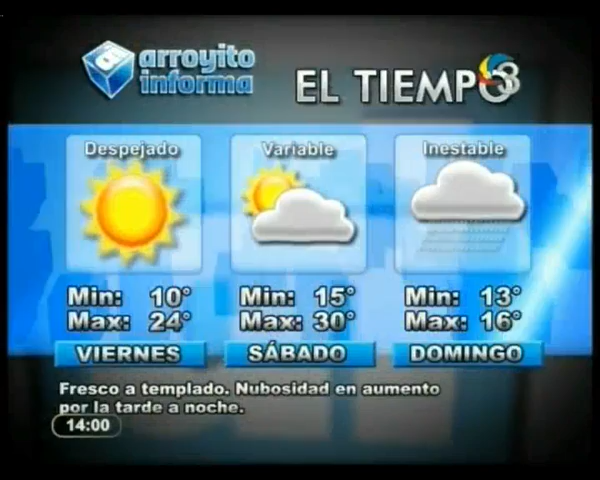 arroyito
informa
EL TIEMPO
Despejado
Variable
Inestable
Min: 10°
Max: 24°
Min: 15°
Max: 30°
Min: 13°
Max: 16°
VIERNES
SÁBADO
DOMINGO
Fresco a templado. Nubosidad en aumento
por la tarde a noche.
14:00